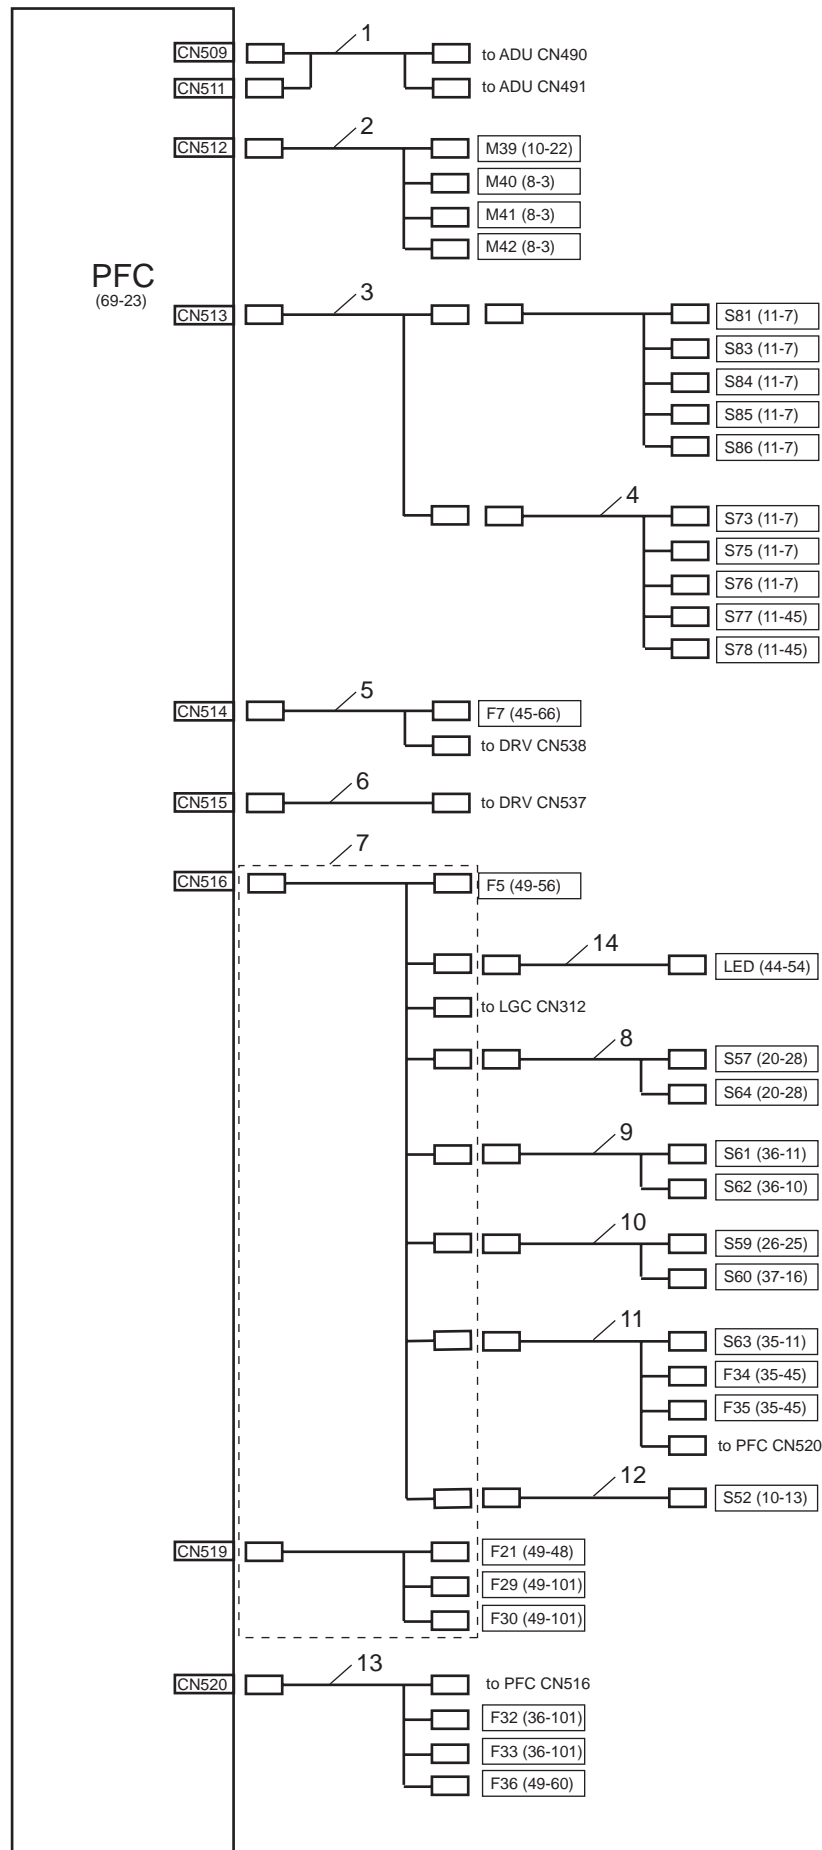 1
CN509
to ADU CN490
CN511
to ADU CN491
2
CN512
M39 (10-22)
M40 (8-3)
M41 (8-3)
M42 (8-3)
PFC
(69-23)
3
CN513
S81 (11-7)
S83 (11-7)
S84 (11-7)
S85 (11-7)
S86 (11-7)
4
S73 (11-7)
S75 (11-7)
S76 (11-7)
S77 (11-45)
S78 (11-45)
5
CN514
F7 (45-66)
to DRV CN538
6
CN515
to DRV CN537
7
CN516
F5 (49-56)
14
LED (44-54)
to LGC CN312
8
S57 (20-28)
S64 (20-28)
9
S61 (36-11)
S62 (36-10)
10
S59 (26-25)
S60 (37-16)
11
S63 (35-11)
F34 (35-45)
F35 (35-45)
to PFC CN520
12
S52 (10-13)
CN519
F21 (49-48)
F29 (49-101)
F30 (49-101)
13
CN520
to PFC CN516
F32 (36-101)
F33 (36-101)
F36 (49-60)